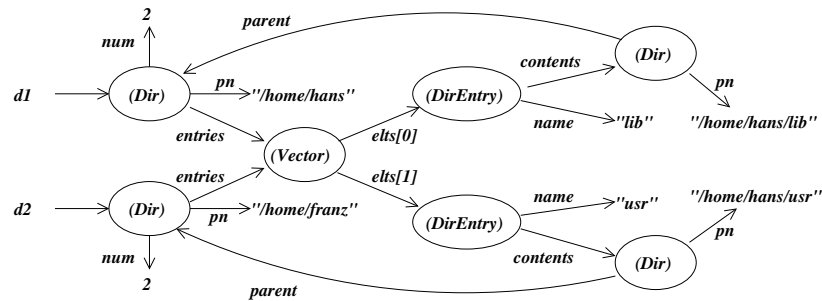 2
parent
num
(Dir)
contents
d1
(Dir)
pn
"/home/hans"
(DirEntry)
pn
name
"lib"
"/home/hans/lib"
entries
elts[0]
(Vector)
entries
elts[1]
name
"usr"
"/home/hans/usr"
d2
(Dir)
pn
"/home/franz"
(DirEntry)
pn
contents
num
(Dir)
2
parent